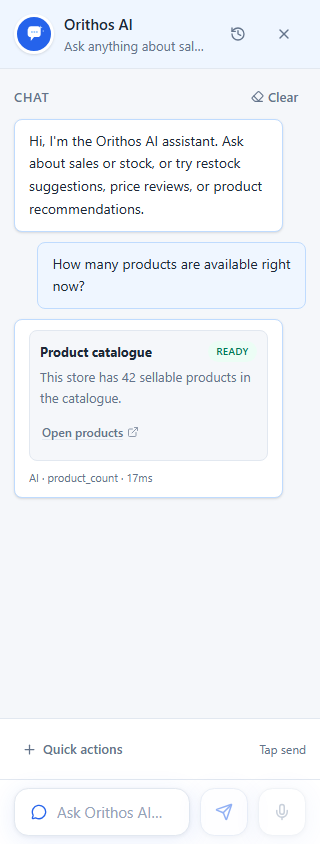 Orithos AI
Ask anything about sal...
CHAT
Clear
Hi, I'm the Orithos AI assistant. Ask
about sales or stock, or try restock
suggestions, price reviews, or product
recommendations.
How many products are available right
now?
Product catalogue
READY
This store has 42 sellable products in
the catalogue.
Open products
AI · product_count · 17ms
Quick actions
Tap send
Ask Orithos AI...